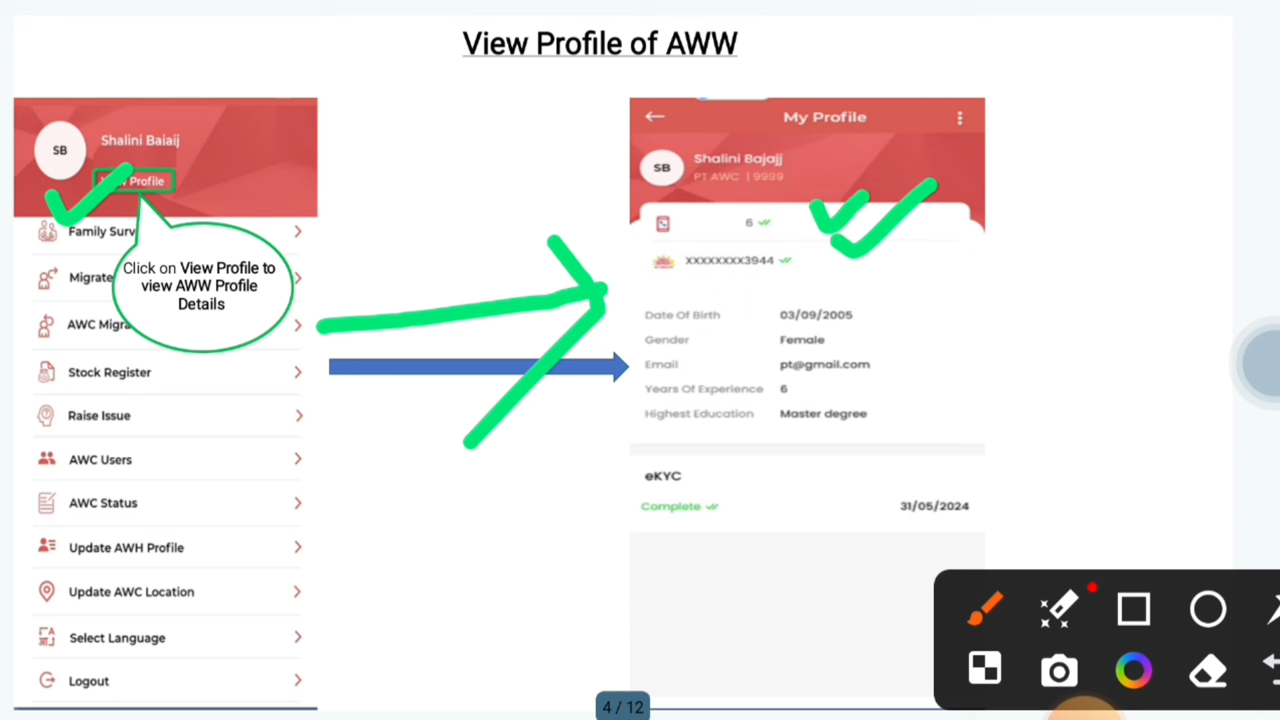 View Profile of AWW
SB
Shalini Bajaij
Profile
Family Surv
Migrate
AWC Migra
Click on View Profile to
view AWW Profile
Details
Stock Register
Raise Issue
AWC Users
AWC Status
Update AWH Profile
Update AWC Location
Select Language
Logout
My Profile
SB
Shalini Bajajj
PT AWC | 9999
6
XXXXXXXX3944
Date Of Birth 03/09/2005
Gender Female
Email pt@gmail.com
Years Of Experience 6
Highest Education Master degree
eKYC
Complete 31/05/2024
4 / 12